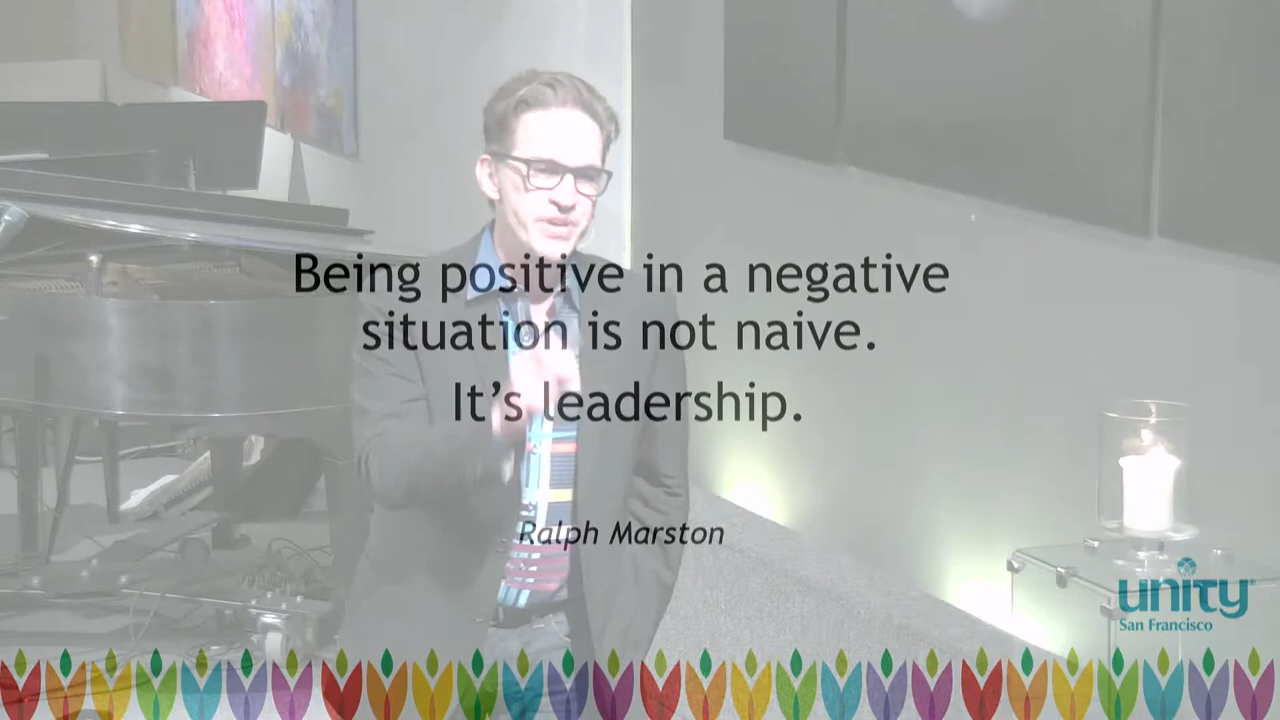 Being positive in a negative
situation is not naive.
It’s leadership.
Ralph Marston
unity
San Francisco